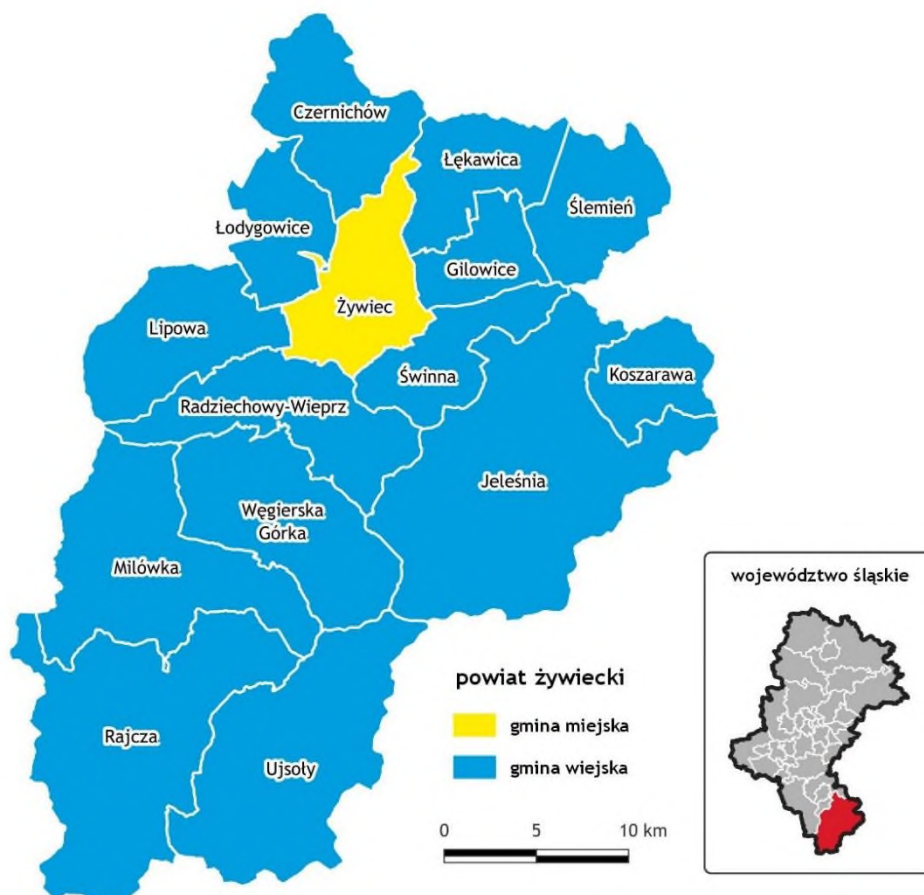 Czernichów
Łękawica
Ślemień
Łodygowice
Gilowice
Żywiec
Lipowa
Świnna
Koszarawa
Radziechowy-Wieprz
Jeleśnia
Węgierska
Górka
Milówka
Rajcza
Ujsoły
powiat żywiecki
gmina miejska
gmina wiejska
0 5 10 km
województwo śląskie